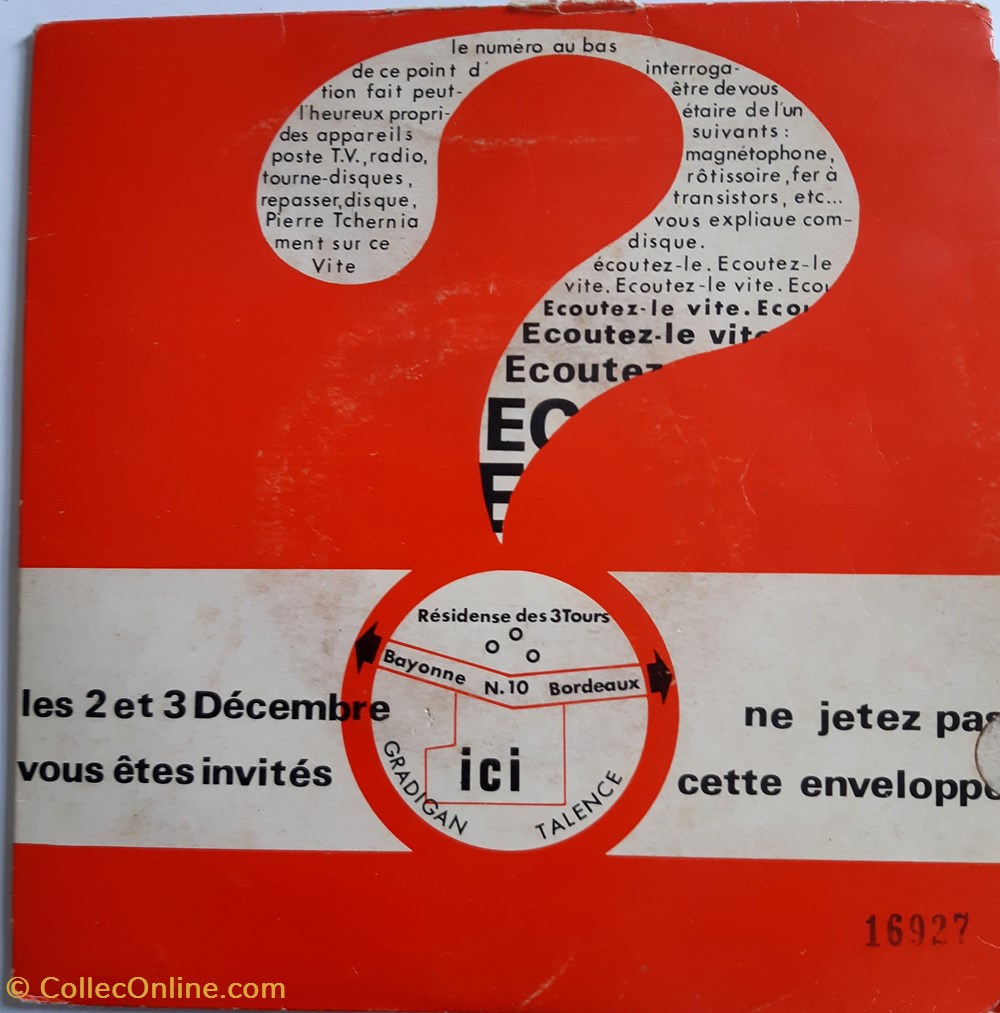 le numéro au bas
de ce point d' interroga-
tion fait peut- être de vous
l'heureux propri- étaire de l'un
des appareils suivants :
poste T.V., radio, magnétophone,
tourne-disques, rôtissoire, fer à
repasser, disque, transistors, etc...
Pierre Tchernia vous expliaue com-
ment sur ce disque.
Vite écoutez-le. Ecoutez-le
vite. Ecoutez-le vite. Ecou
Ecoutez-le vite. Ecou
Ecoutez-le vite
Ecoutez
EC
E
Résidense des 3 Tours
Bayonne N.10 Bordeaux
les 2 et 3 Décembre
vous êtes invités
ici
GRADIGAN TALENCE
ne jetez pas
cette enveloppe
16927
© CollecOnline.com